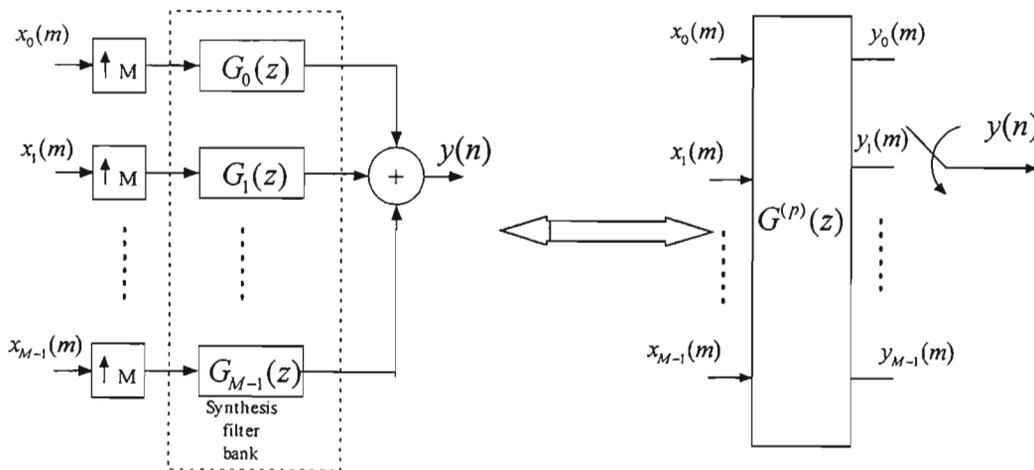 x_0(m)
↑ M
G_0(z)
x_1(m)
↑ M
G_1(z)
+
y(n)
x_{M-1}(m)
↑ M
G_{M-1}(z)
Synthesis
filter
bank
x_0(m)
x_1(m)
x_{M-1}(m)
G^{(p)}(z)
y_0(m)
y_1(m)
y_{M-1}(m)
y(n)